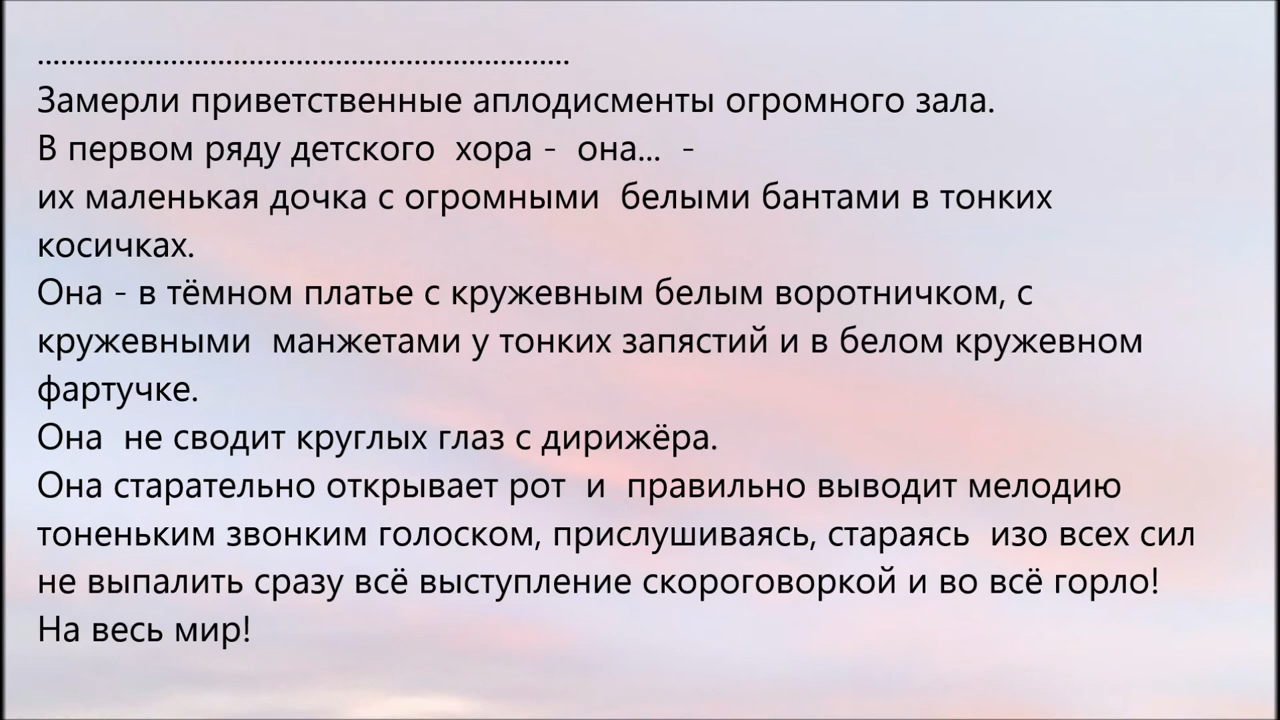 ....................................................................
Замерли приветственные аплодисменты огромного зала.
В первом ряду детского  хора -  она...  -
их маленькая дочка с огромными  белыми бантами в тонких
косичках.
Она - в тёмном платье с кружевным белым воротничком, с
кружевными  манжетами у тонких запястий и в белом кружевном
фартучке.
Она  не сводит круглых глаз с дирижёра.
Она старательно открывает рот  и  правильно выводит мелодию
тоненьким звонким голоском, прислушиваясь, стараясь  изо всех сил
не выпалить сразу всё выступление скороговоркой и во всё горло!
На весь мир!